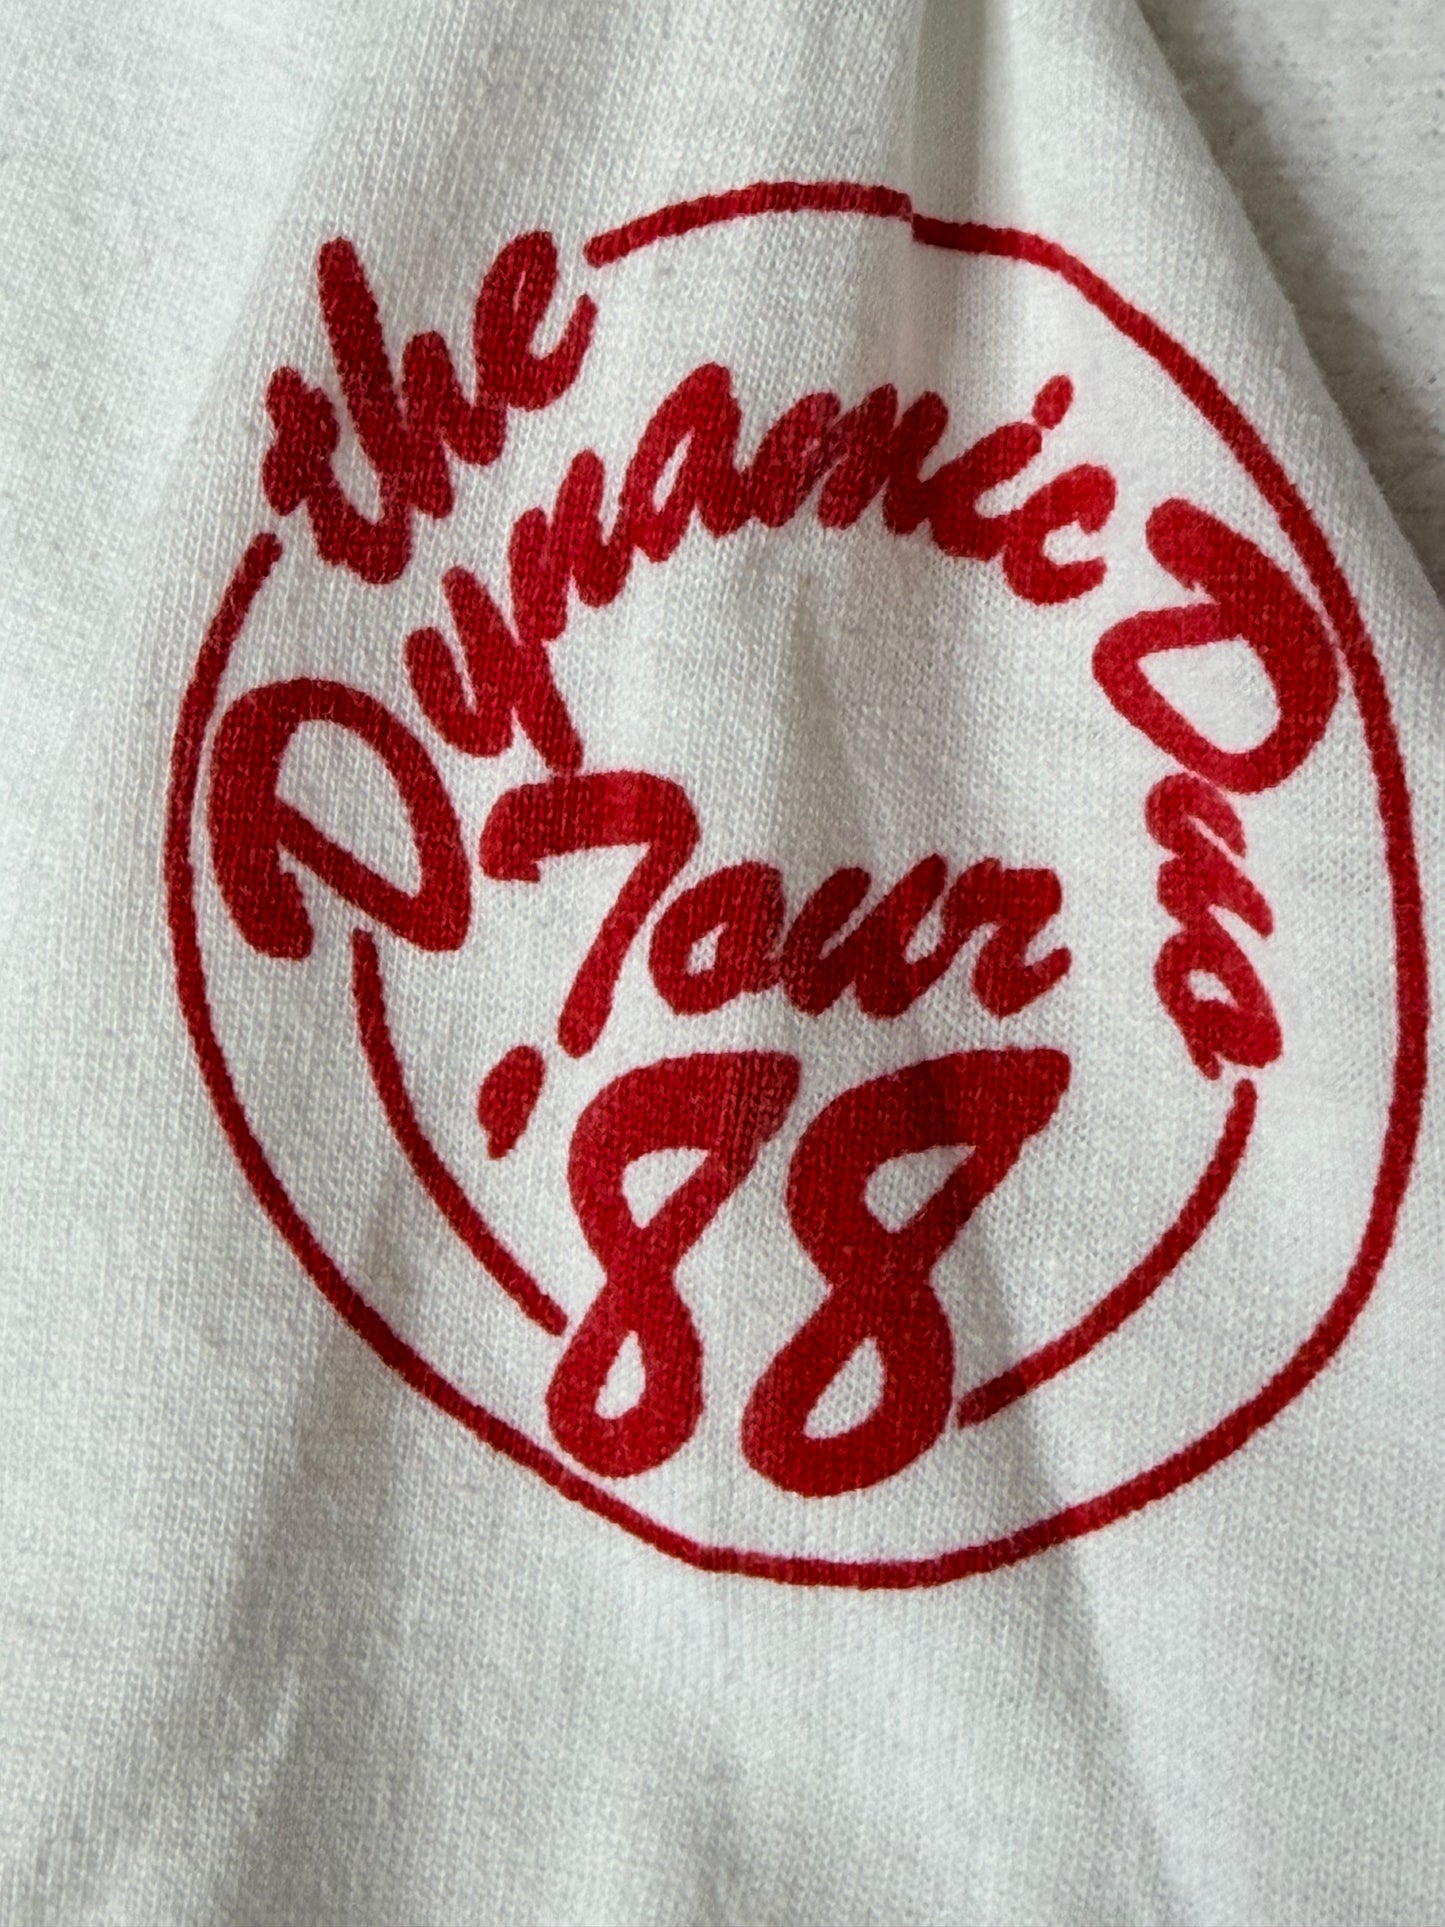 the
Dynamic Duo
Tour
'88